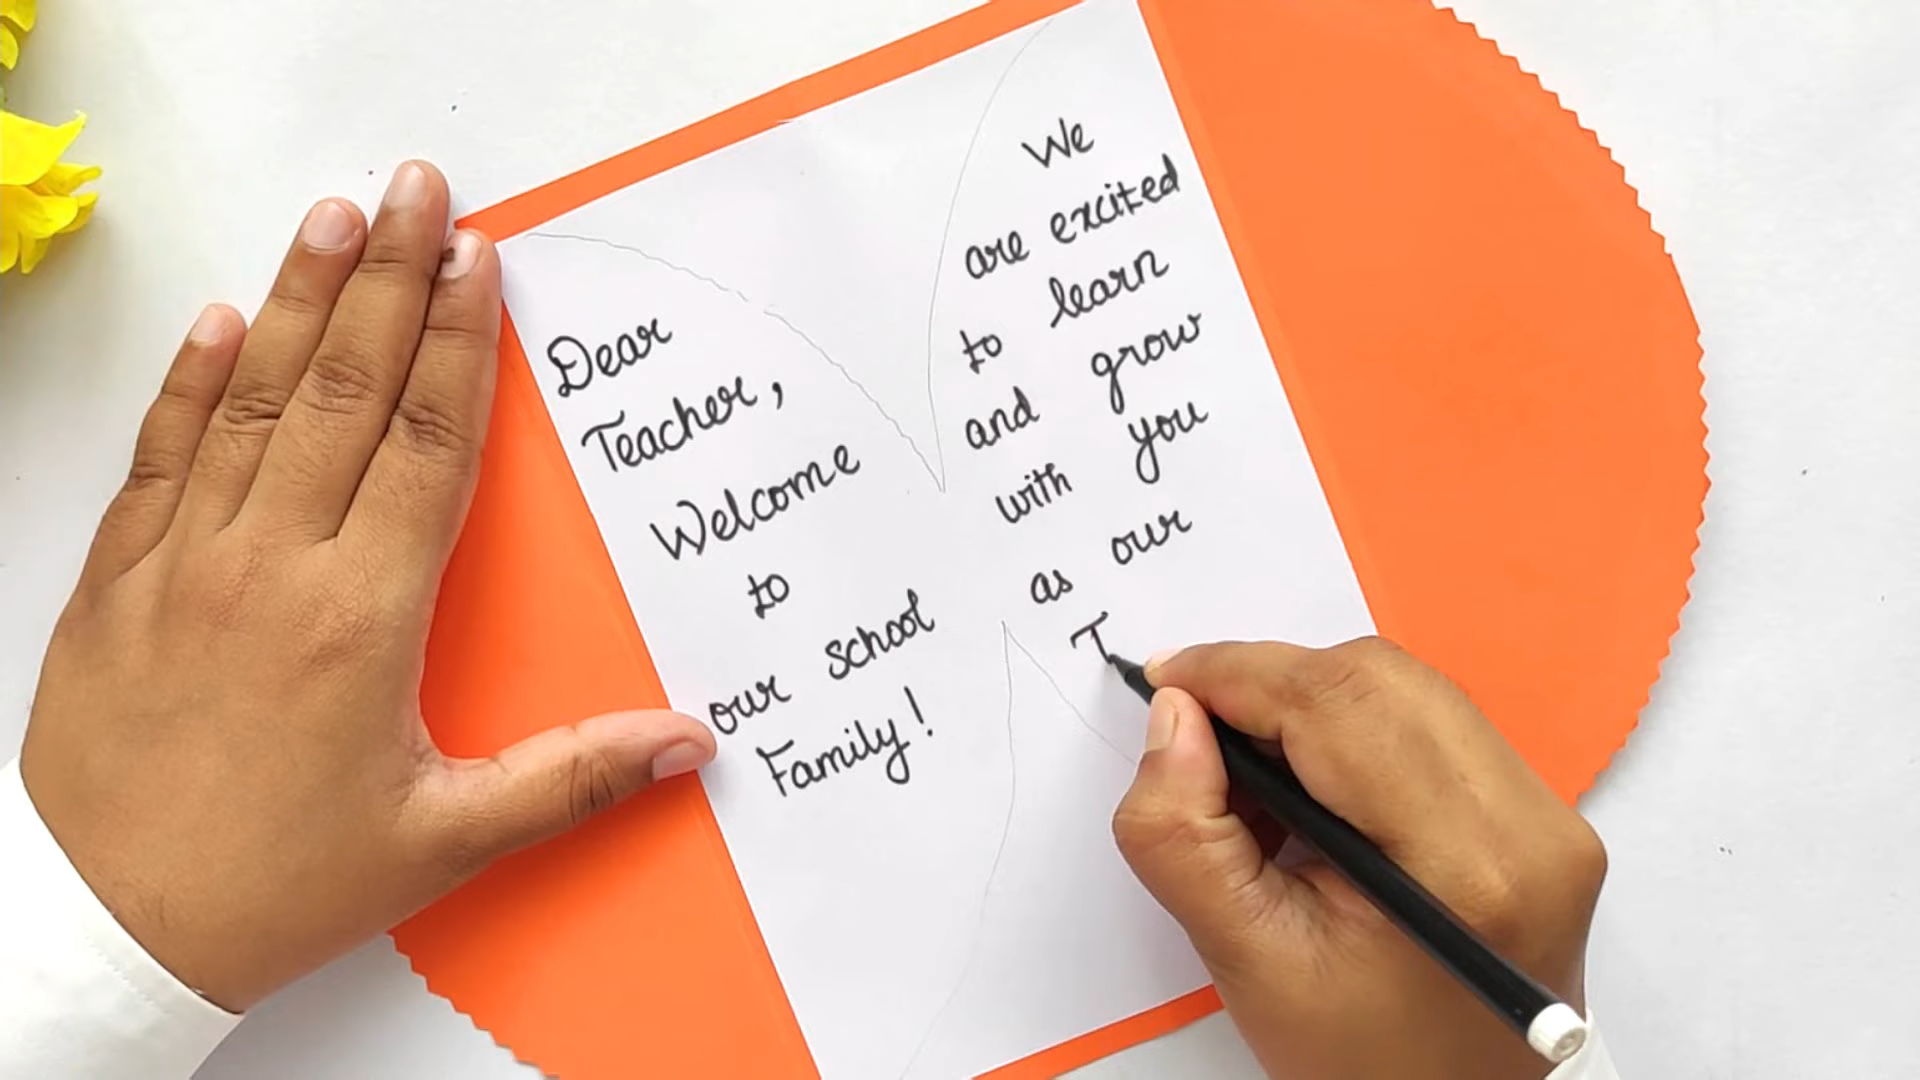 Dear
Teacher,
Welcome
to
our school
Family!
We
are excited
to learn
and grow
with you
as our
T